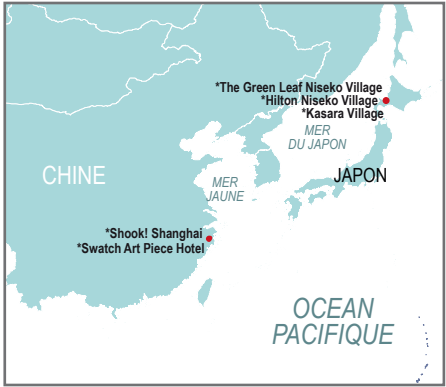 *The Green Leaf Niseko Village
*Hilton Niseko Village
*Kasara Village
MER
DU JAPON
CHINE
JAPON
MER
JAUNE
*Shook! Shanghai
*Swatch Art Piece Hotel
OCEAN
PACIFIQUE